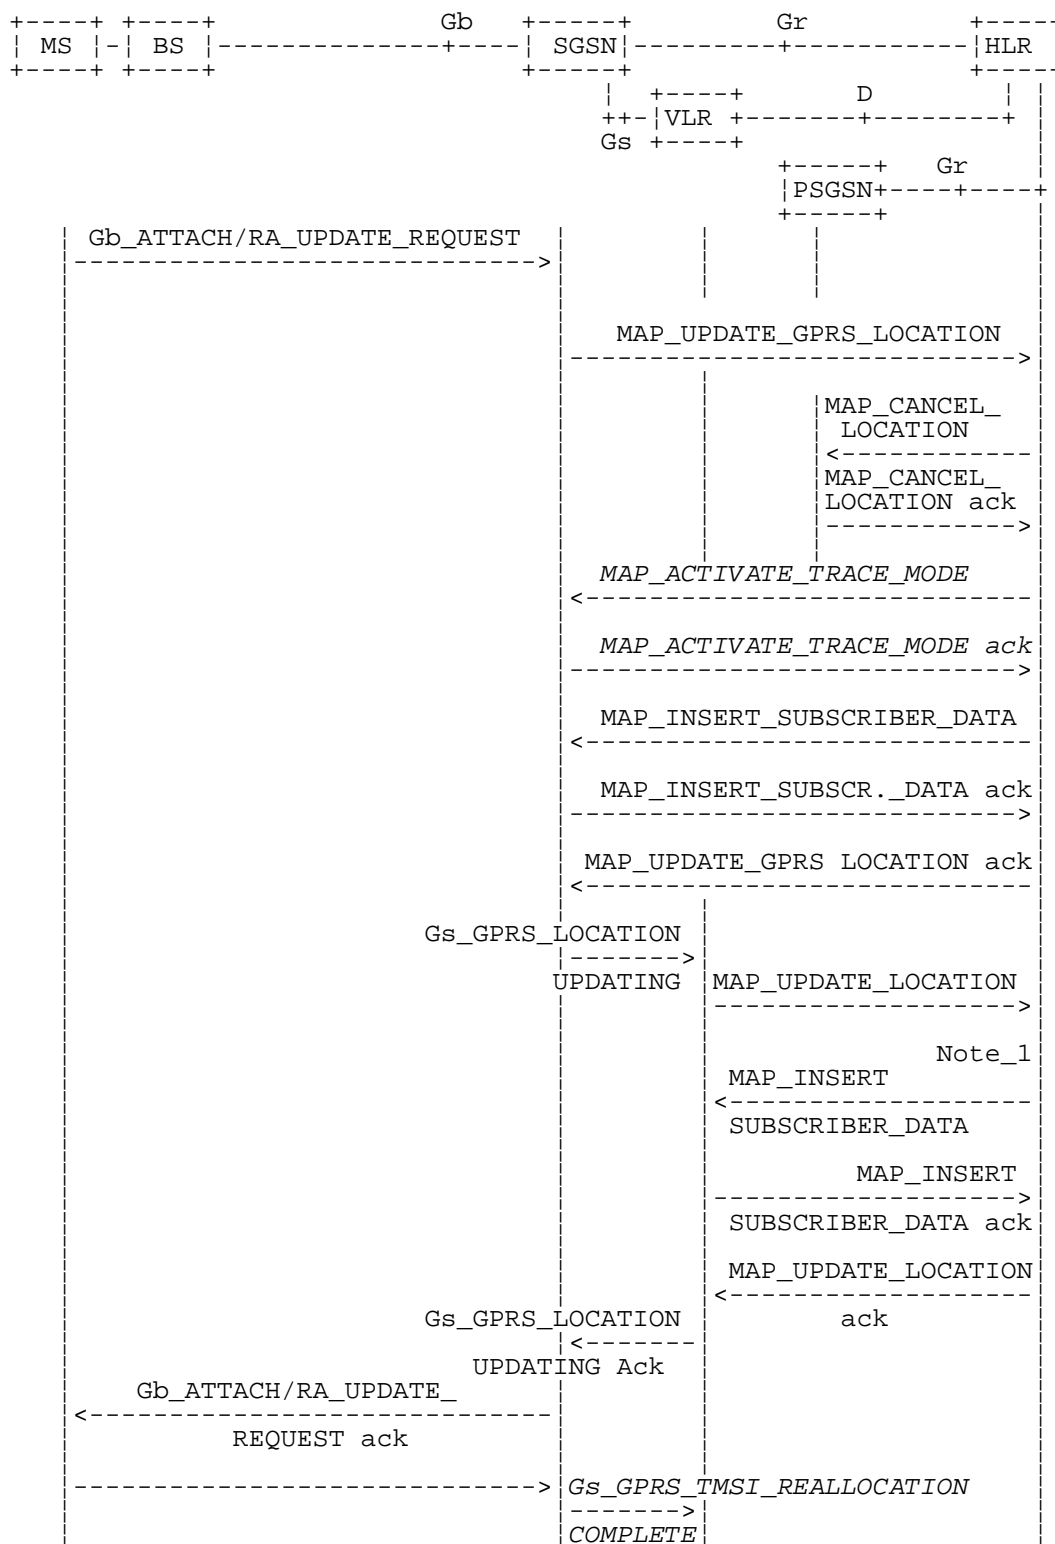 Gb Gr
MS BS SGSN HLR
D
VLR
Gs
Gr
PSGSN
Gb_ATTACH/RA_UPDATE_REQUEST
MAP_UPDATE_GPRS_LOCATION
MAP_CANCEL_
LOCATION
MAP_CANCEL_
LOCATION ack
MAP_ACTIVATE_TRACE_MODE
MAP_ACTIVATE_TRACE_MODE ack
MAP_INSERT_SUBSCRIBER_DATA
MAP_INSERT_SUBSCR._DATA ack
MAP_UPDATE_GPRS LOCATION ack
Gs_GPRS_LOCATION
UPDATING MAP_UPDATE_LOCATION
Note_1
MAP_INSERT
SUBSCRIBER_DATA
MAP_INSERT
SUBSCRIBER_DATA ack
MAP_UPDATE_LOCATION
Gs_GPRS_LOCATION ack
UPDATING Ack
Gb_ATTACH/RA_UPDATE_
REQUEST ack
Gs_GPRS_TMSI_REALLOCATION
COMPLETE